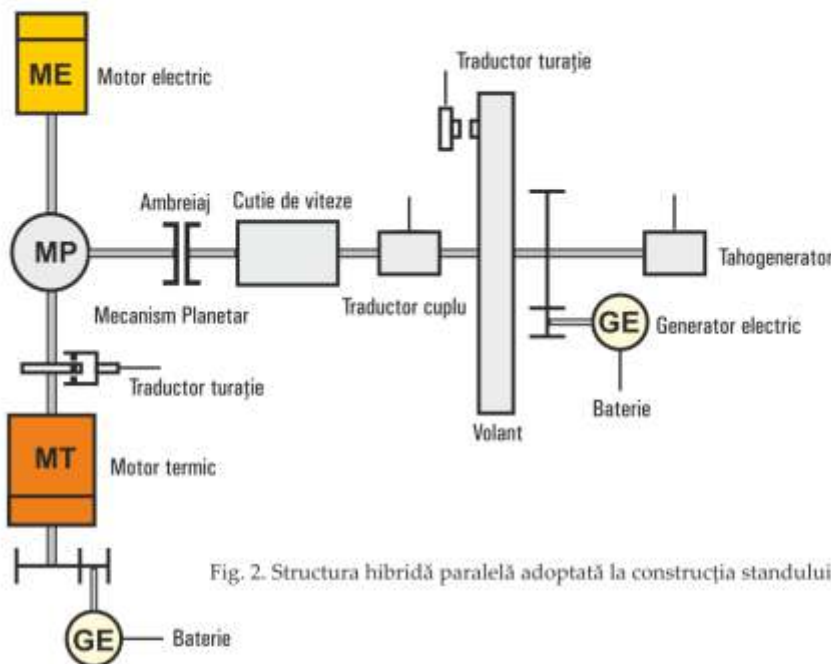 Traductor turație
ME
Motor electric
Ambreiaj
Cutie de viteze
MP
Tahogenerator
Mecanism Planetar
Traductor cuplu
GE
Generator electric
Traductor turație
Baterie
Volant
MT
Motor termic
Fig. 2. Structura hibridă paralelă adoptată la construcția standului
GE
Baterie